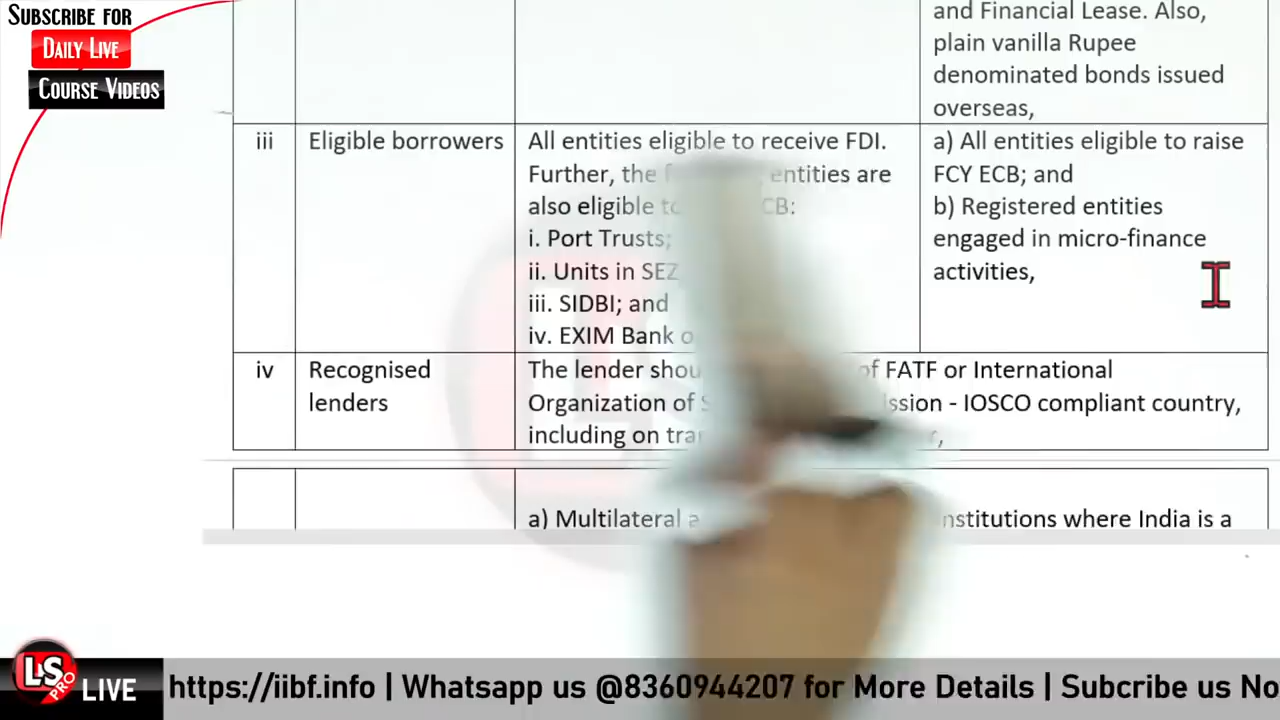 SUBSCRIBE FOR
DAILY LIVE
COURSE VIDEOS
and Financial Lease. Also,
plain vanilla Rupee
denominated bonds issued
overseas,
iii
Eligible borrowers
All entities eligible to receive FDI.
Further, the entities are
also eligible CB:
i. Port Trusts;
ii. Units in SEZ
iii. SIDBI; and
iv. EXIM Bank
a) All entities eligible to raise
FCY ECB; and
b) Registered entities
engaged in micro-finance
activities,
iv
Recognised
lenders
The lender of FATF or International
Organization of ssion - IOSCO compliant country,
including on
a) Multilateral nstitutions where India is a
LS
PRO
LIVE
https://iibf.info | Whatsapp us @8360944207 for More Details | Subcribe us No